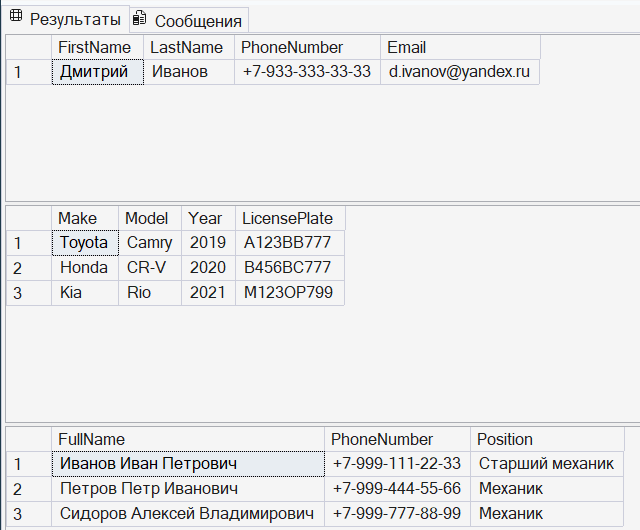 Результаты Сообщения
FirstName LastName PhoneNumber Email
1 Дмитрий Иванов +7-933-333-33-33 d.ivanov@yandex.ru
Make Model Year LicensePlate
1 Toyota Camry 2019 A123BB777
2 Honda CR-V 2020 B456BC777
3 Kia Rio 2021 M123OP799
FullName PhoneNumber Position
1 Иванов Иван Петрович +7-999-111-22-33 Старший механик
2 Петров Петр Иванович +7-999-444-55-66 Механик
3 Сидоров Алексей Владимирович +7-999-777-88-99 Механик